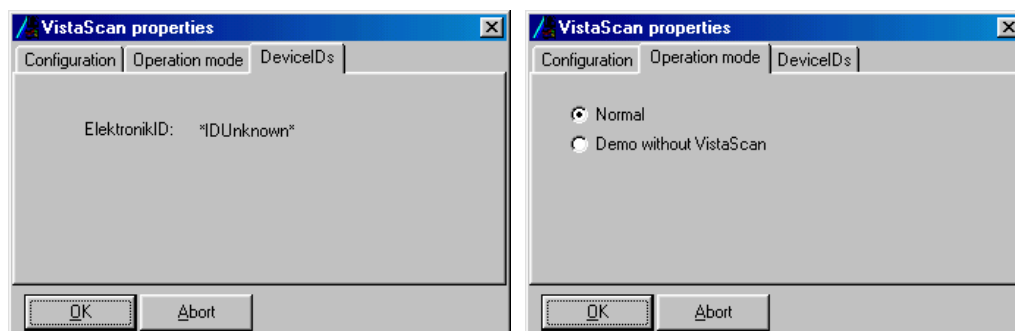 VistaScan properties
Configuration Operation mode DeviceIDs
ElektronikID: *IDUnknown*
OK Abort
VistaScan properties
Configuration Operation mode DeviceIDs
Normal
Demo without VistaScan
OK Abort